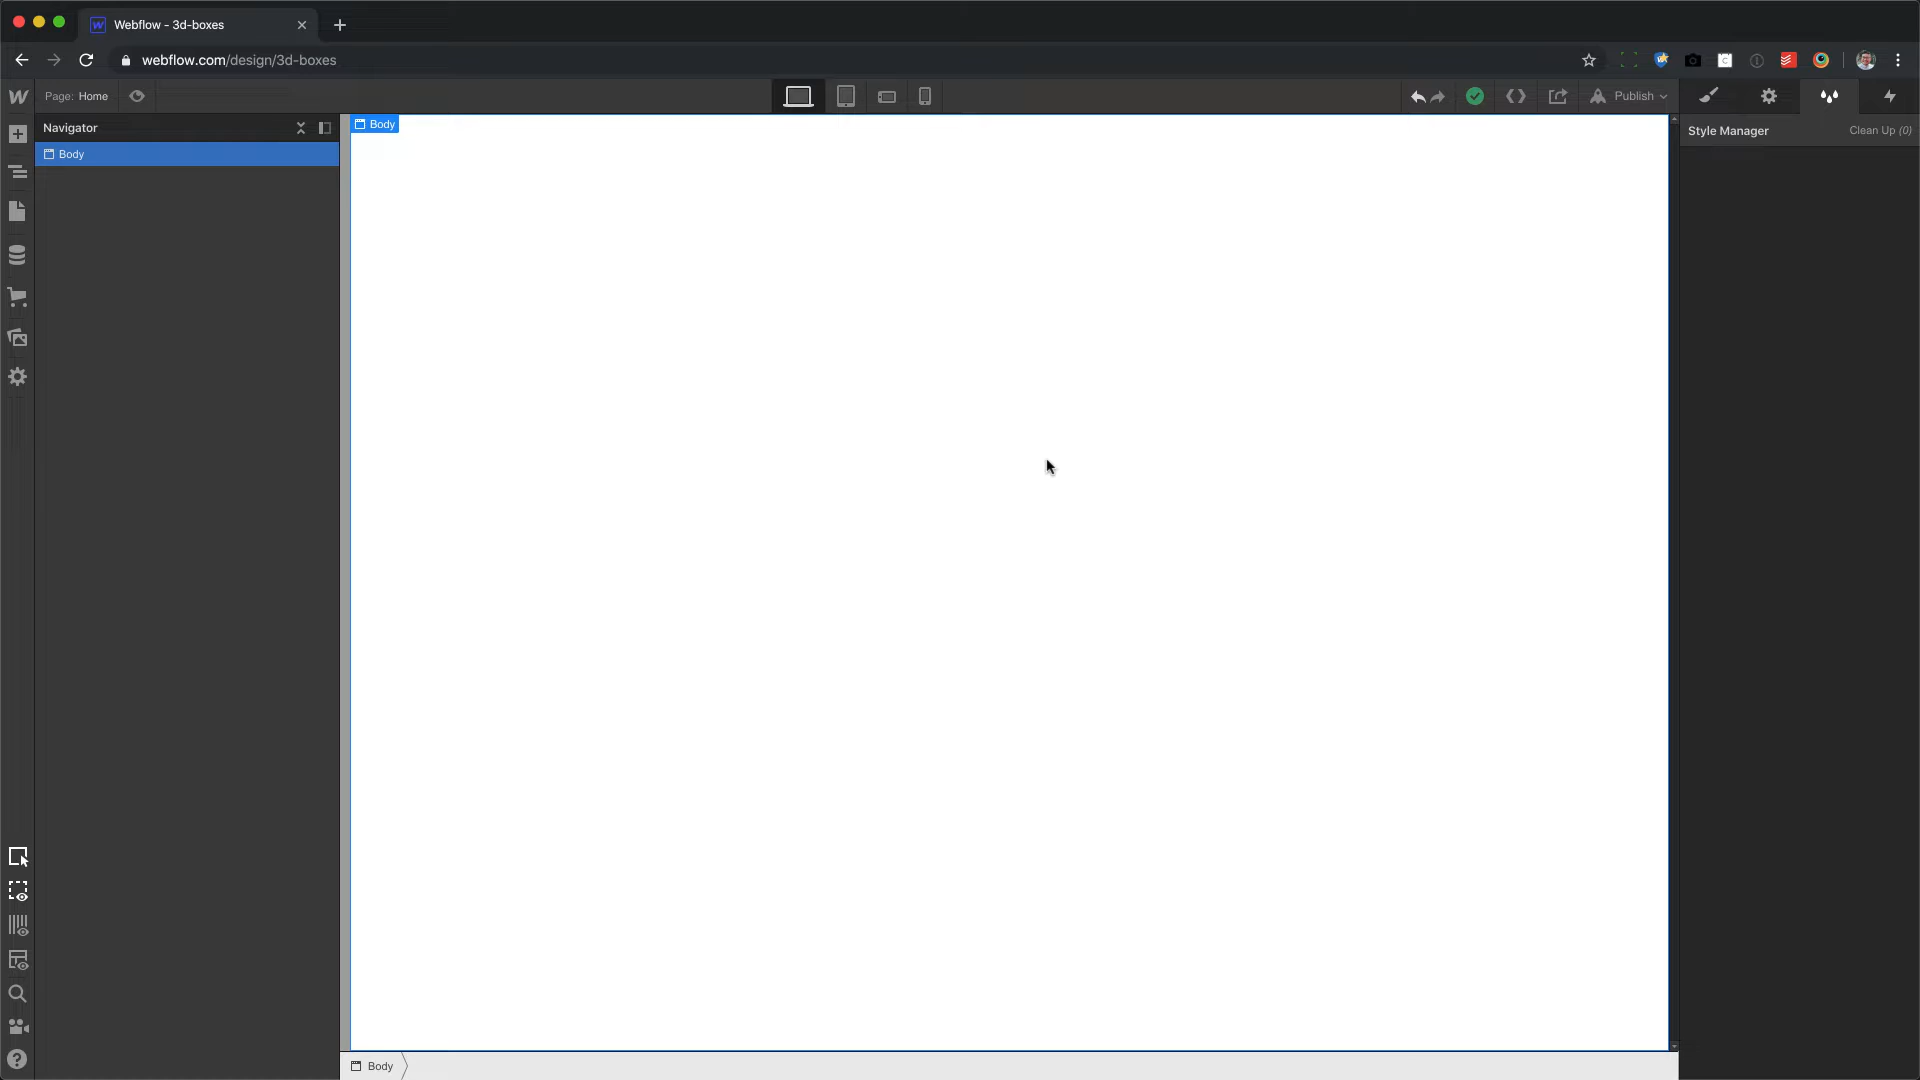 Webflow - 3d-boxes
webflow.com/design/3d-boxes
Page: Home
Publish
Navigator
Body
Style Manager
Clean Up (0)
Body
Body